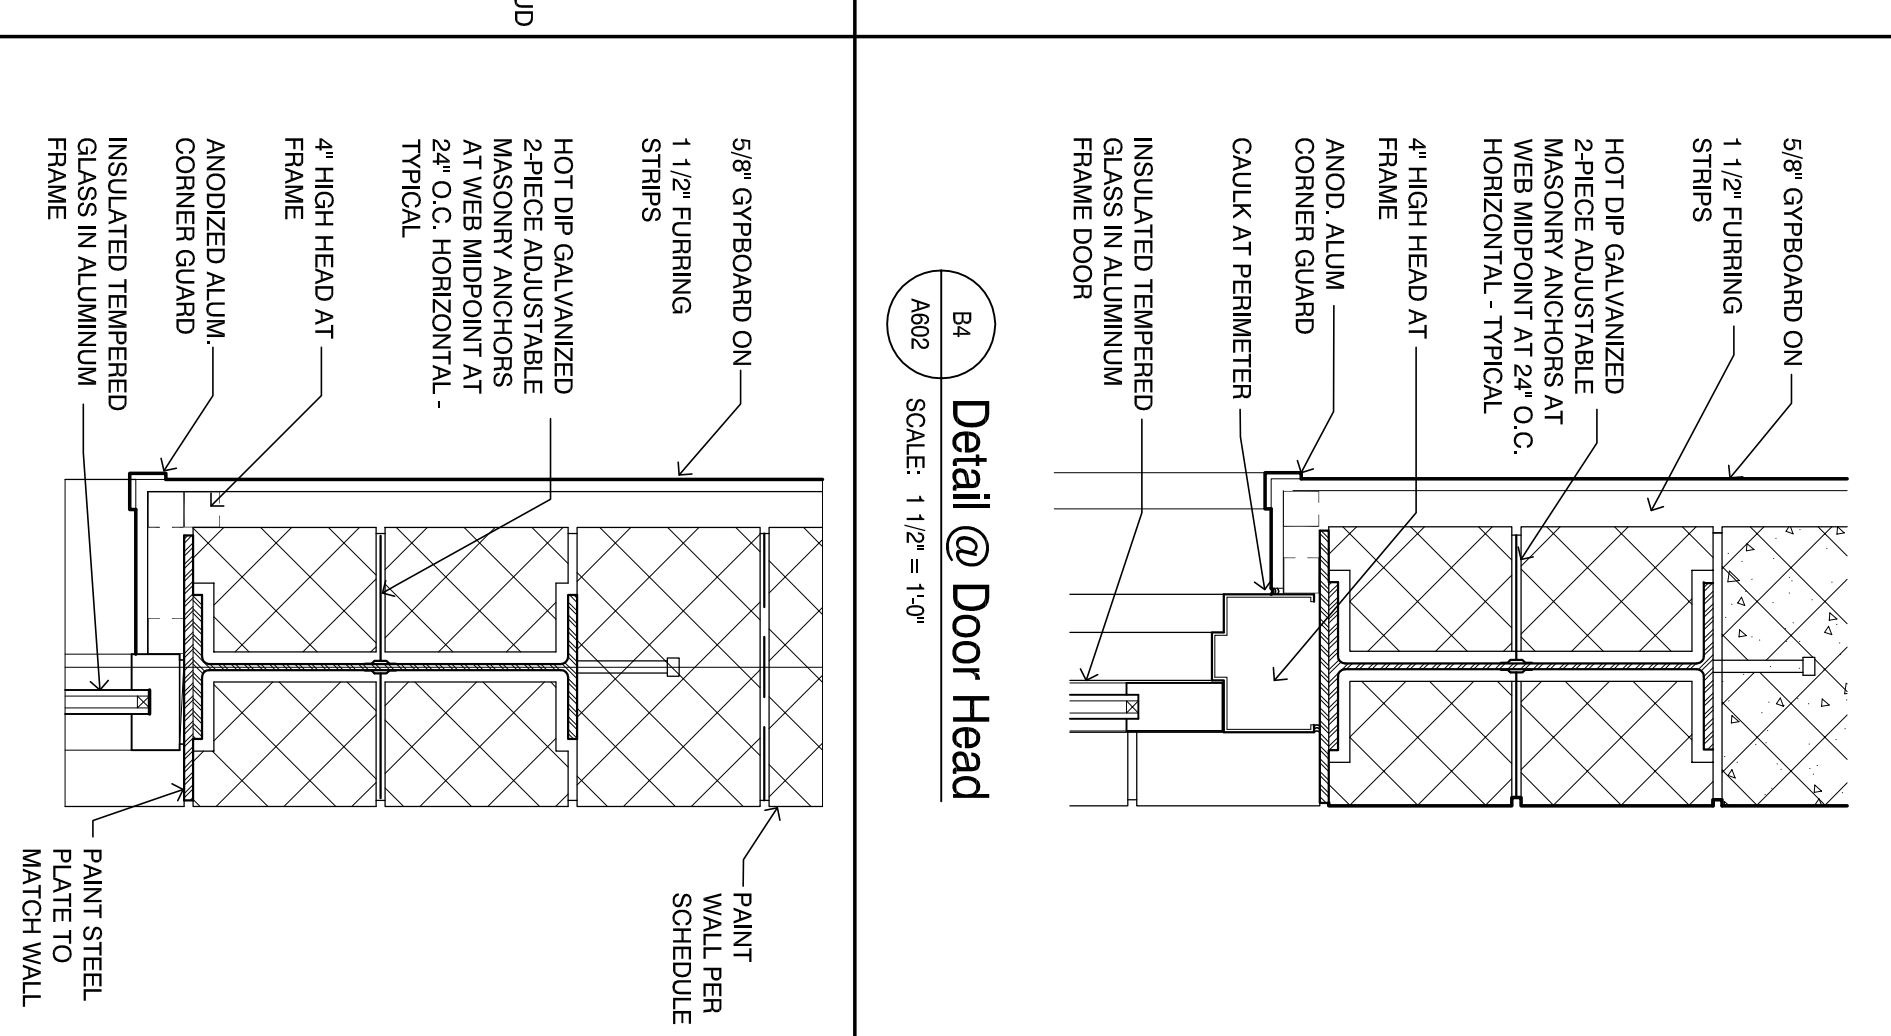 5/8" GYPBOARD ON
1 1/2" FURRING
STRIPS
HOT DIP GALVANIZED
2-PIECE ADJUSTABLE
MASONRY ANCHORS AT
WEB MIDPOINT AT 24" O.C.
HORIZONTAL - TYPICAL
4" HIGH HEAD AT
FRAME
ANOD. ALUM
CORNER GUARD
CAULK AT PERIMETER
INSULATED TEMPERED
GLASS IN ALUMINUM
FRAME DOOR
B4
A602
Detail @ Door Head
SCALE: 1 1/2" = 1'-0"
UD
5/8" GYPBOARD ON
1 1/2" FURRING
STRIPS
HOT DIP GALVANIZED
2-PIECE ADJUSTABLE
MASONRY ANCHORS
AT WEB MIDPOINT AT
24" O.C. HORIZONTAL -
TYPICAL
4" HIGH HEAD AT
FRAME
ANODIZED ALUM.
CORNER GUARD
INSULATED TEMPERED
GLASS IN ALUMINUM
FRAME
PAINT
WALL PER
SCHEDULE
PAINT STEEL
PLATE TO
MATCH WALL